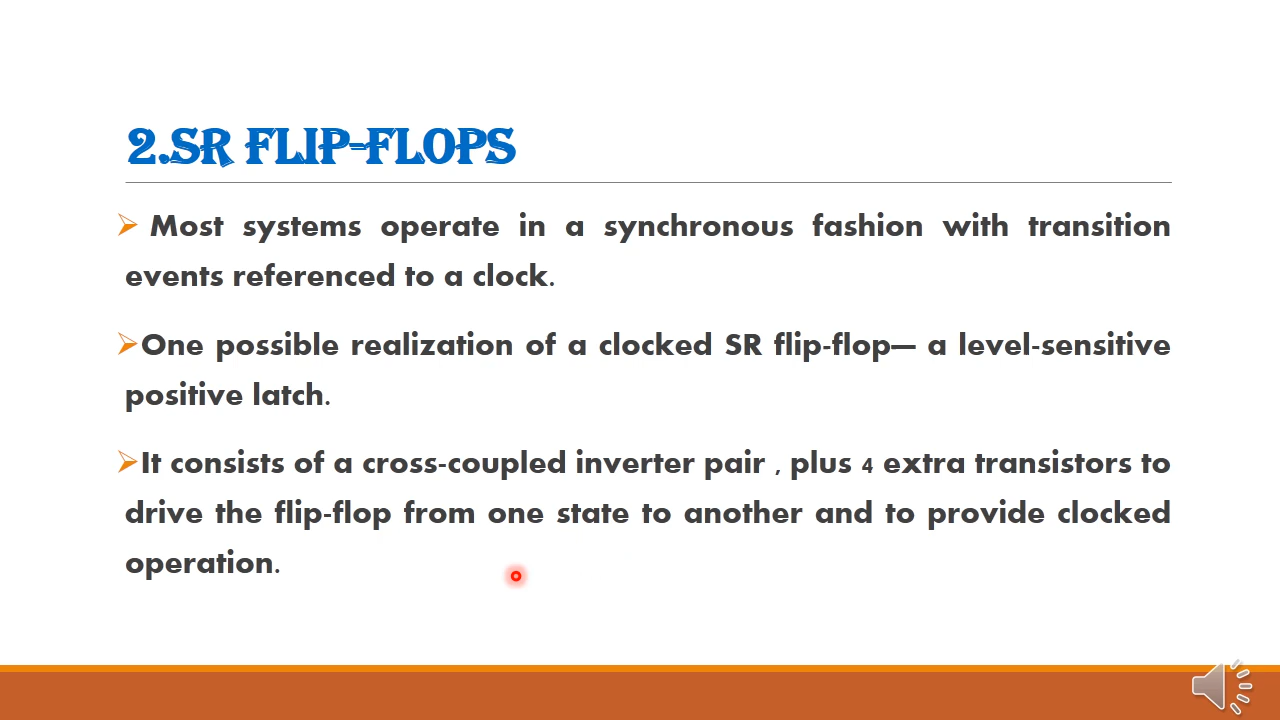 2.SR FLIP-FLOPS
➢ Most systems operate in a synchronous fashion with transition
events referenced to a clock.
➢One possible realization of a clocked SR flip-flop— a level-sensitive
positive latch.
➢It consists of a cross-coupled inverter pair , plus 4 extra transistors to
drive the flip-flop from one state to another and to provide clocked
operation.